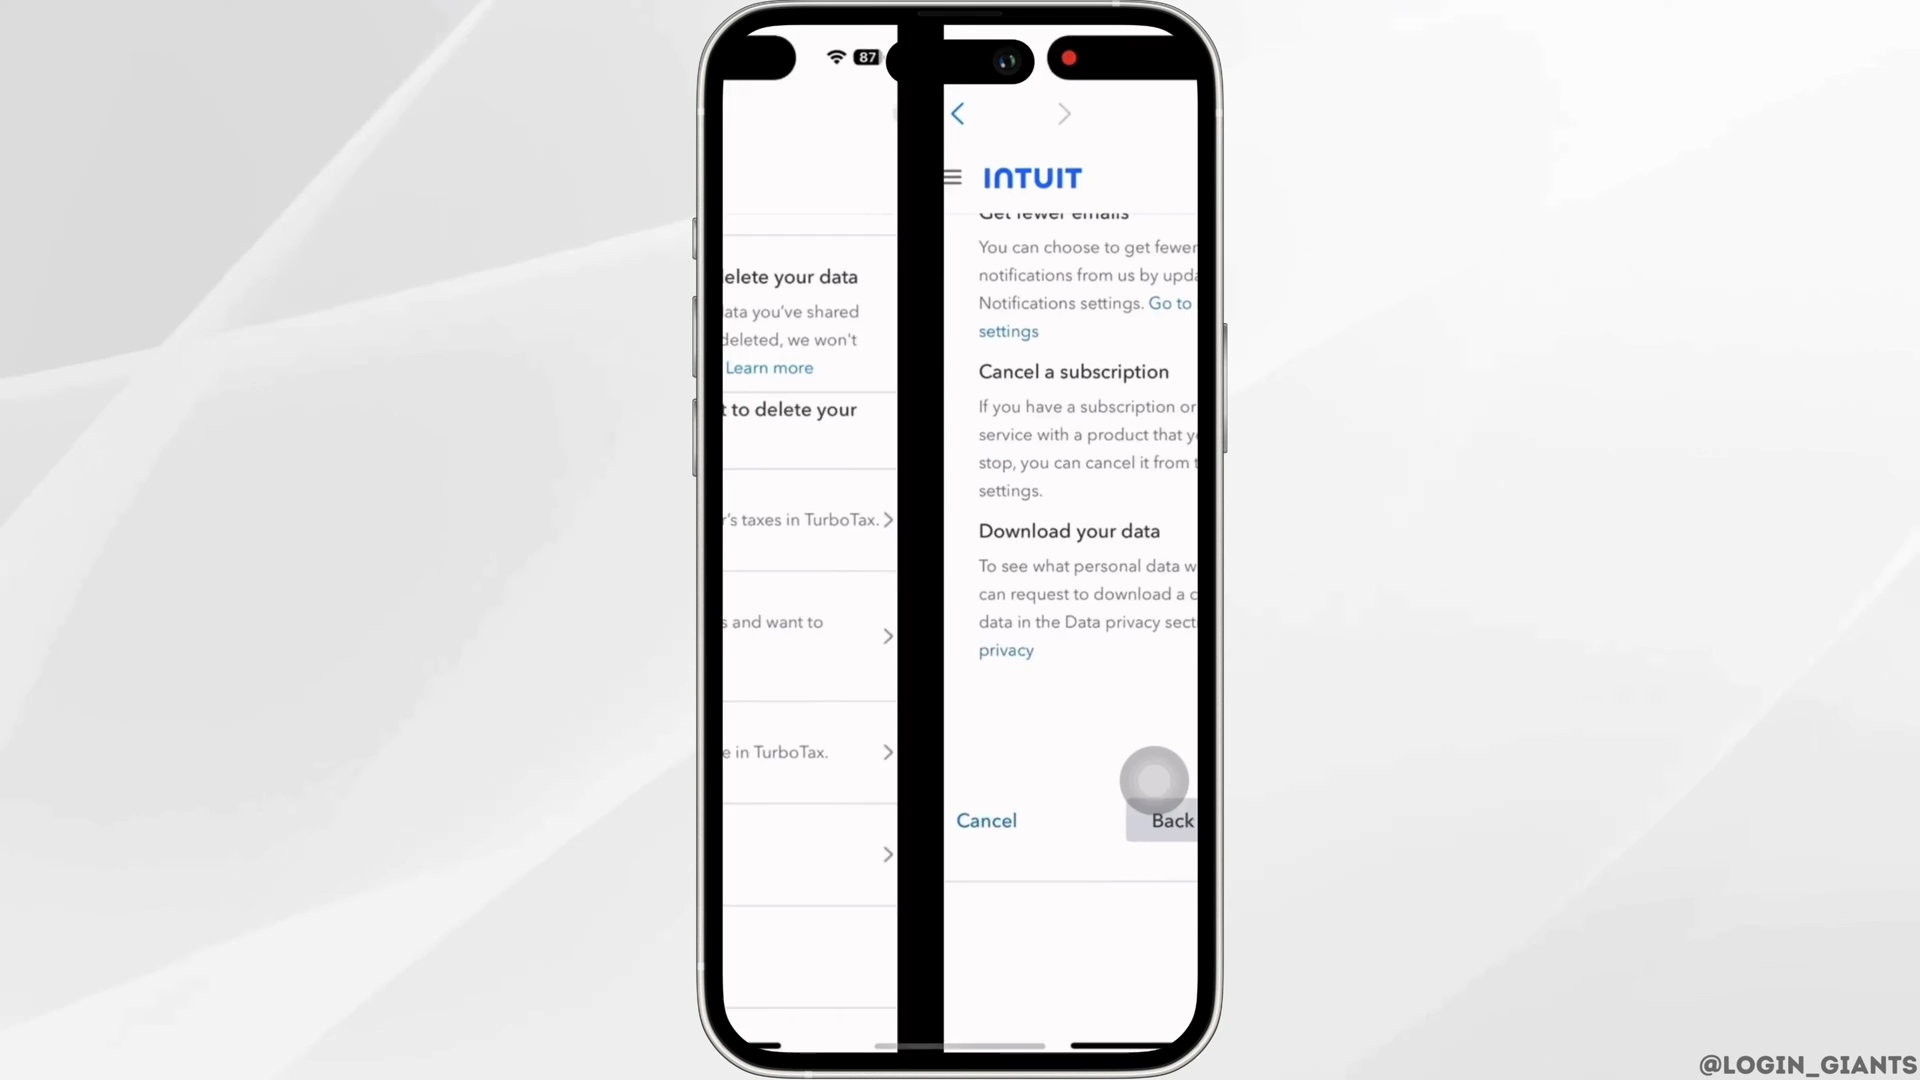 87
elete your data
ata you've shared
deleted, we won't
Learn more
t to delete your
r's taxes in TurboTax.
s and want to
e in TurboTax.
INTUIT
Get fewer emails
You can choose to get fewer
notifications from us by upda
Notifications settings. Go to
settings
Cancel a subscription
If you have a subscription or
service with a product that y
stop, you can cancel it from t
settings.
Download your data
To see what personal data w
can request to download a c
data in the Data privacy sect
privacy
Cancel
Back
@LOGIN_GIANTS